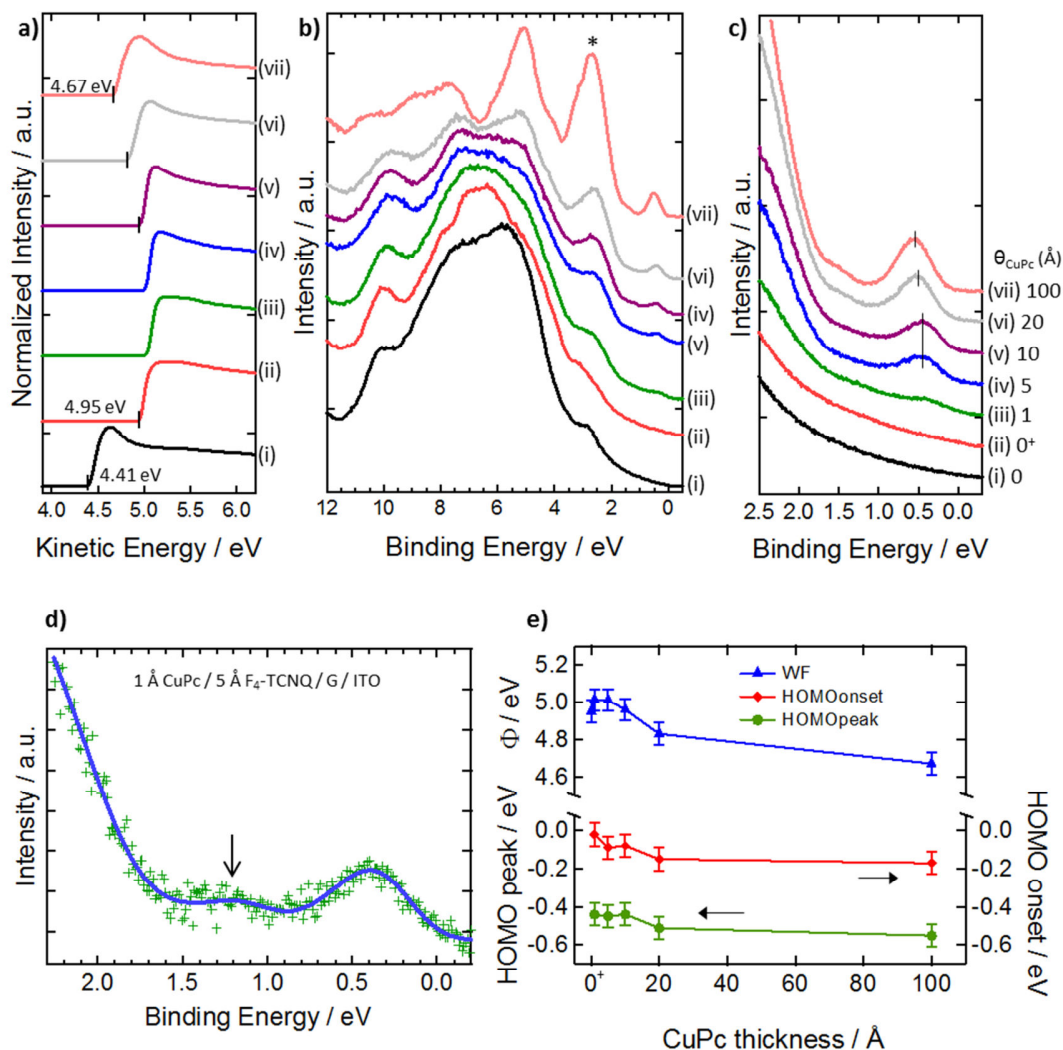 a)
Normalized Intensity / a.u.
4.67 eV
4.95 eV
4.41 eV
(vii)
(vi)
(v)
(iv)
(iii)
(ii)
(i)
4.0 4.5 5.0 5.5 6.0
Kinetic Energy / eV
b)
*
Intensity / a.u.
(vii)
(vi)
(iv)
(v)
(iii)
(ii)
(i)
12 10 8 6 4 2 0
Binding Energy / eV
c)
Intensity / a.u.
θCuPc (Å)
(vii) 100
(vi) 20
(v) 10
(iv) 5
(iii) 1
(ii) 0⁺
(i) 0
2.5 2.0 1.5 1.0 0.5 0.0
Binding Energy / eV
d)
1 Å CuPc / 5 Å F₄-TCNQ / G / ITO
Intensity / a.u.
2.0 1.5 1.0 0.5 0.0
Binding Energy / eV
e)
WF
HOMOonset
HOMOpeak
5.2
5.0
4.8
4.6
Φ / eV
0.0
-0.2
-0.4
-0.6
HOMO peak / eV
0.0
-0.2
-0.4
-0.6
HOMO onset / eV
0⁺ 20 40 60 80 100
CuPc thickness / Å